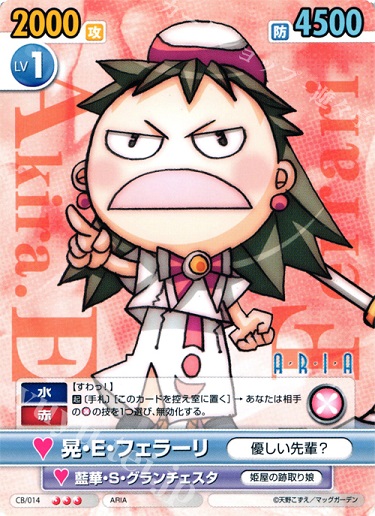 2000 攻
防 4500
LV 1
Akira.E
Ferrari
ARIA
水
赤
【すわっ!】
起 〔手札〕 [このカードを控え室に置く] → あなたは相手
の の技を1つ選び、無効化する。
晃・E・フェラーリ
優しい先輩?
藍華・S・グランチェスタ
姫屋の跡取り娘
CB/014
ARIA
©天野こずえ/マッグガーデン